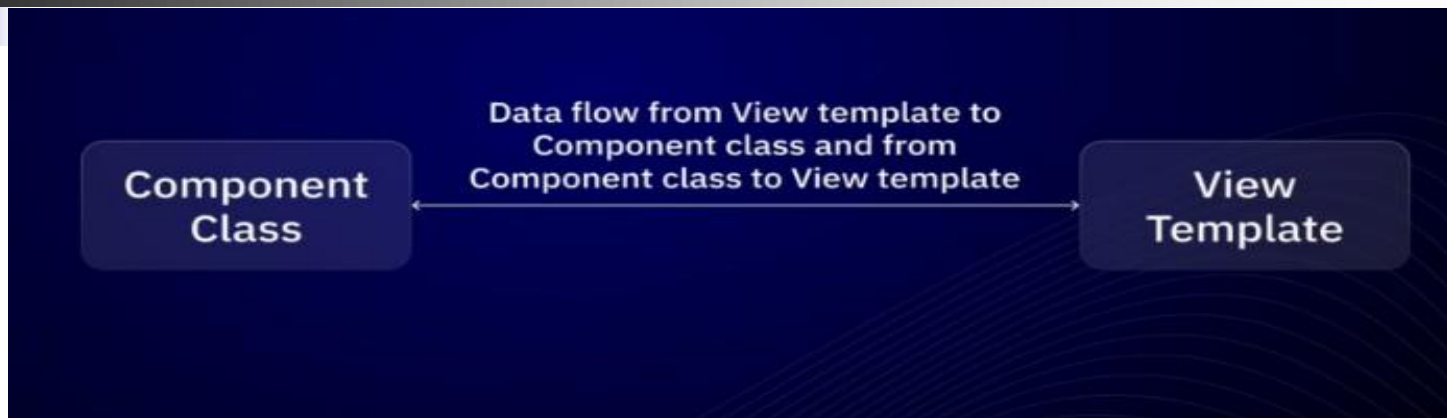 Data flow from View template to
Component class and from
Component class to View template
Component
Class
View
Template